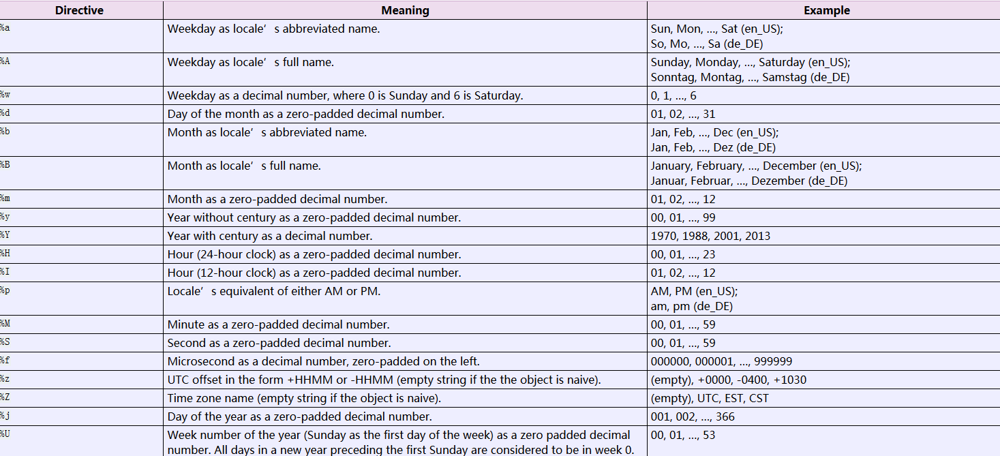 Directive Meaning Example
%a Weekday as locale’s abbreviated name. Sun, Mon, …, Sat (en_US);
So, Mo, …, Sa (de_DE)
%A Weekday as locale’s full name. Sunday, Monday, …, Saturday (en_US);
Sonntag, Montag, …, Samstag (de_DE)
%w Weekday as a decimal number, where 0 is Sunday and 6 is Saturday. 0, 1, …, 6
%d Day of the month as a zero-padded decimal number. 01, 02, …, 31
%b Month as locale’s abbreviated name. Jan, Feb, …, Dec (en_US);
Jan, Feb, …, Dez (de_DE)
%B Month as locale’s full name. January, February, …, December (en_US);
Januar, Februar, …, Dezember (de_DE)
%m Month as a zero-padded decimal number. 01, 02, …, 12
%y Year without century as a zero-padded decimal number. 00, 01, …, 99
%Y Year with century as a decimal number. 1970, 1988, 2001, 2013
%H Hour (24-hour clock) as a zero-padded decimal number. 00, 01, …, 23
%I Hour (12-hour clock) as a zero-padded decimal number. 01, 02, …, 12
%p Locale’s equivalent of either AM or PM. AM, PM (en_US);
am, pm (de_DE)
%M Minute as a zero-padded decimal number. 00, 01, …, 59
%S Second as a zero-padded decimal number. 00, 01, …, 59
%f Microsecond as a decimal number, zero-padded on the left. 000000, 000001, …, 999999
%z UTC offset in the form +HHMM or -HHMM (empty string if the the object is naive). (empty), +0000, -0400, +1030
%Z Time zone name (empty string if the object is naive). (empty), UTC, EST, CST
%j Day of the year as a zero-padded decimal number. 001, 002, …, 366
%U Week number of the year (Sunday as the first day of the week) as a zero padded decimal 00, 01, …, 53
number. All days in a new year preceding the first Sunday are considered to be in week 0.